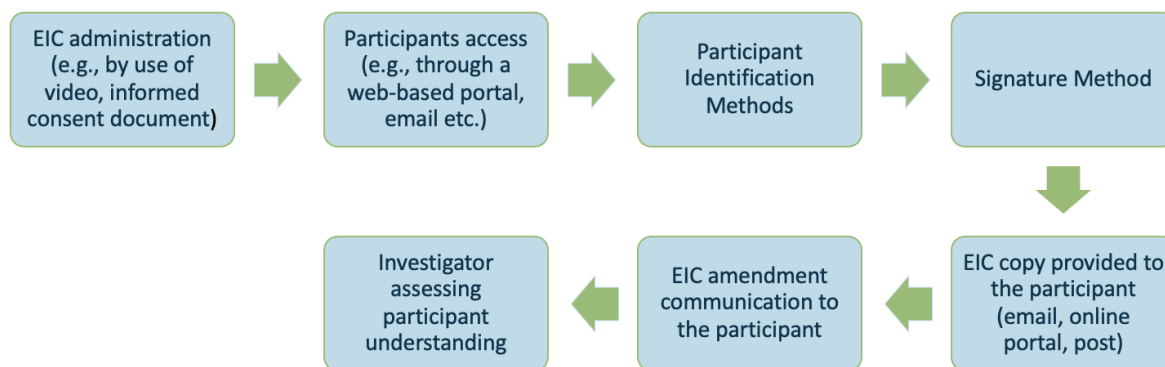 EIC administration
(e.g., by use of
video, informed
consent document)
Participants access
(e.g., through a
web-based portal,
email etc.)
Participant
Identification
Methods
Signature Method
EIC copy provided to
the participant
(email, online
portal, post)
EIC amendment
communication to
the participant
Investigator
assessing
participant
understanding